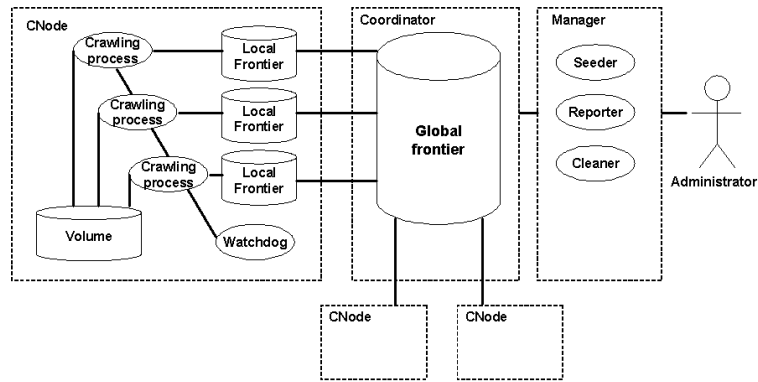 CNode
Crawling
process
Local
Frontier
Crawling
process
Local
Frontier
Crawling
process
Local
Frontier
Volume
Watchdog
Coordinator
Global
frontier
Manager
Seeder
Reporter
Cleaner
Administrator
CNode
CNode